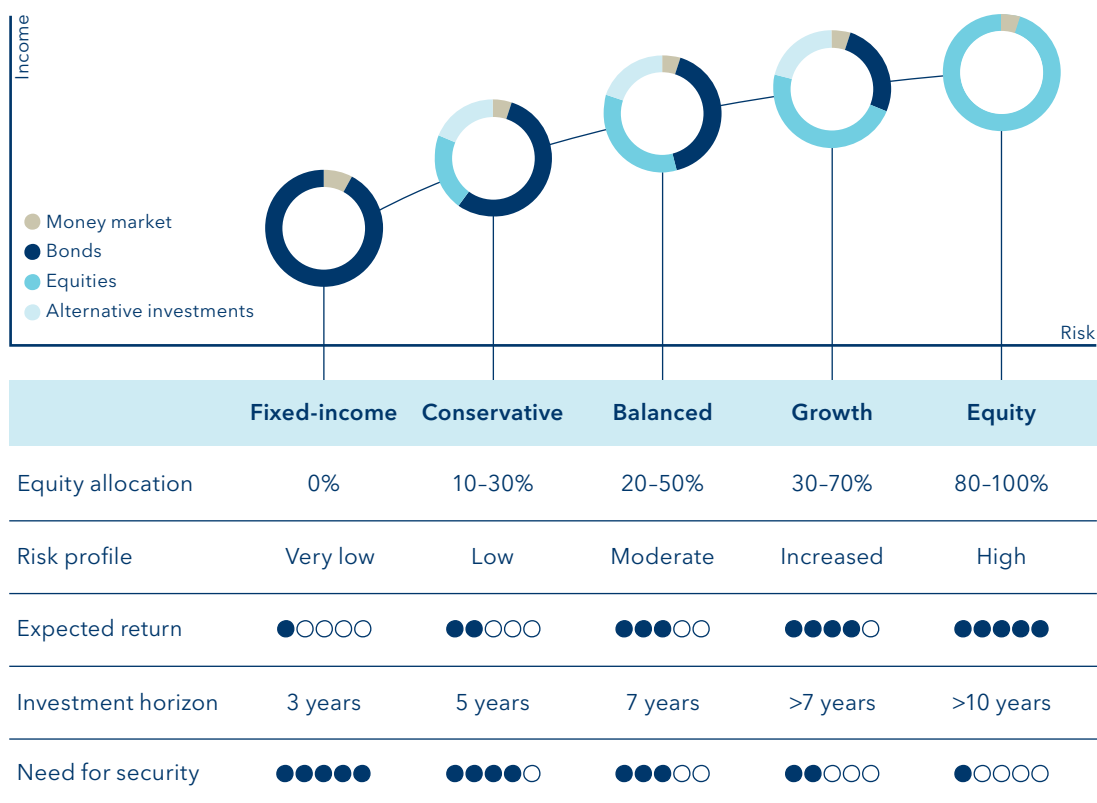 Income
Money market
Bonds
Equities
Alternative investments
Risk
Fixed-income Conservative Balanced Growth Equity
Equity allocation 0% 10–30% 20–50% 30–70% 80–100%
Risk profile Very low Low Moderate Increased High
Expected return
Investment horizon 3 years 5 years 7 years >7 years >10 years
Need for security